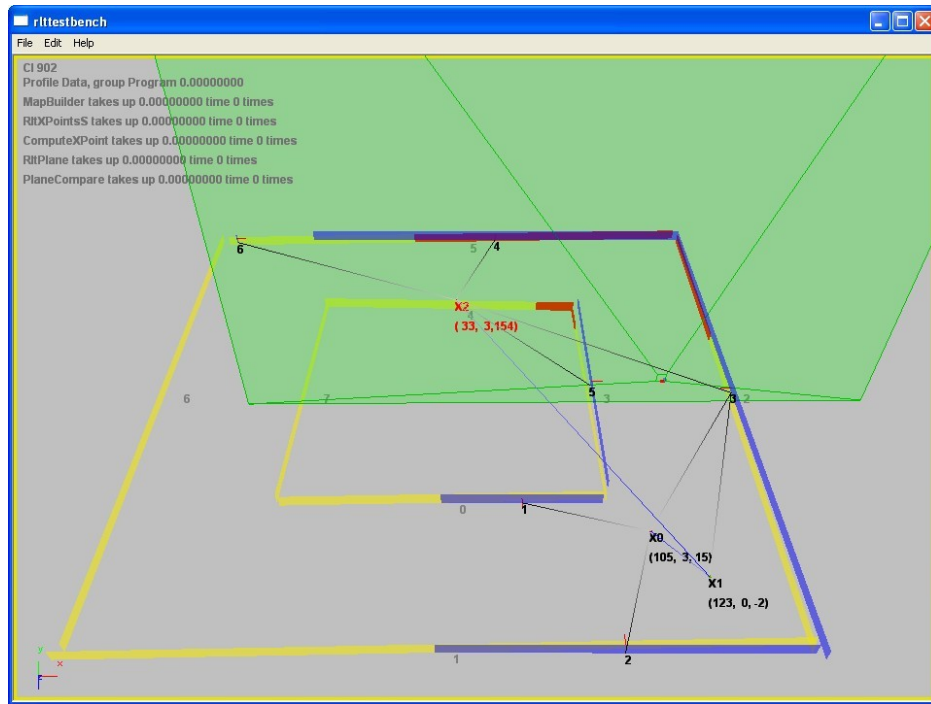 rlttestbench
File Edit Help
CI 902
Profile Data, group Program 0.00000000
MapBuilder takes up 0.00000000 time 0 times
RltXPointsS takes up 0.00000000 time 0 times
ComputeXPoint takes up 0.00000000 time 0 times
RltPlane takes up 0.00000000 time 0 times
PlaneCompare takes up 0.00000000 time 0 times
6
5
4
X2
4
( 33, 3,154)
6
7
5
3
3
2
0
1
X0
(105, 3, 15)
X1
(123, 0, -2)
1
2
y
x
z